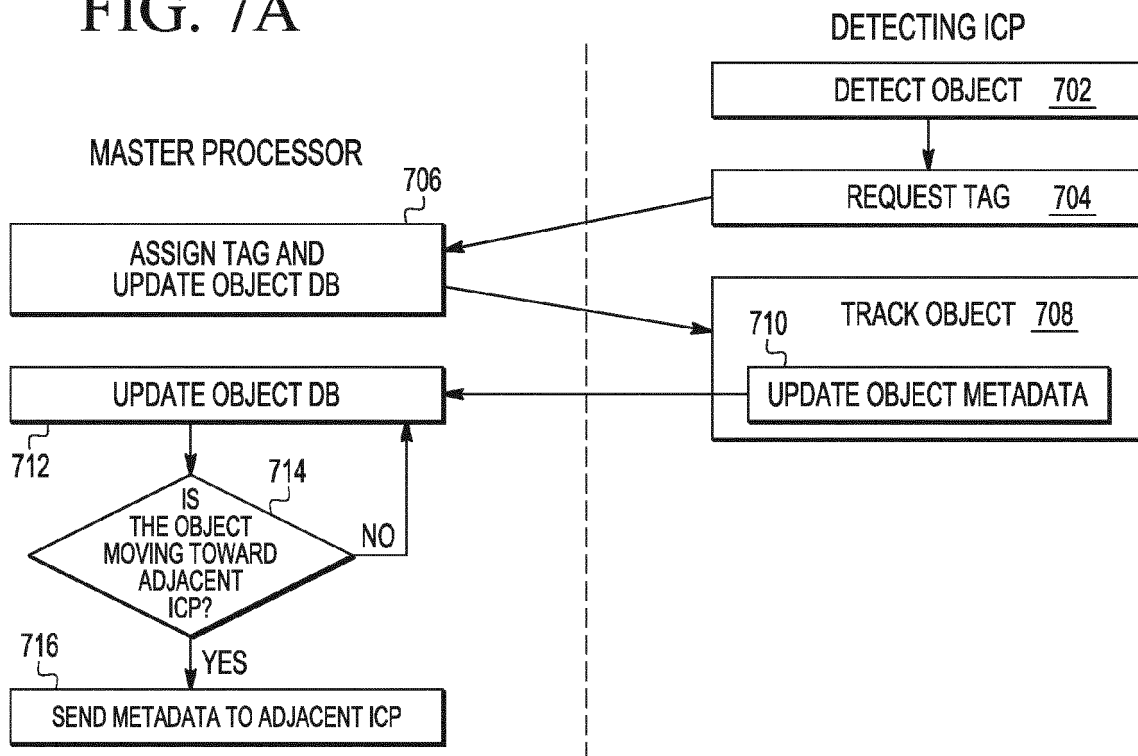 FIG. 7A
DETECTING ICP
DETECT OBJECT 702
MASTER PROCESSOR
706
REQUEST TAG 704
ASSIGN TAG AND
UPDATE OBJECT DB
TRACK OBJECT 708
710
UPDATE OBJECT DB
UPDATE OBJECT METADATA
712
714
IS
THE OBJECT
MOVING TOWARD
ADJACENT
ICP?
NO
716
YES
SEND METADATA TO ADJACENT ICP